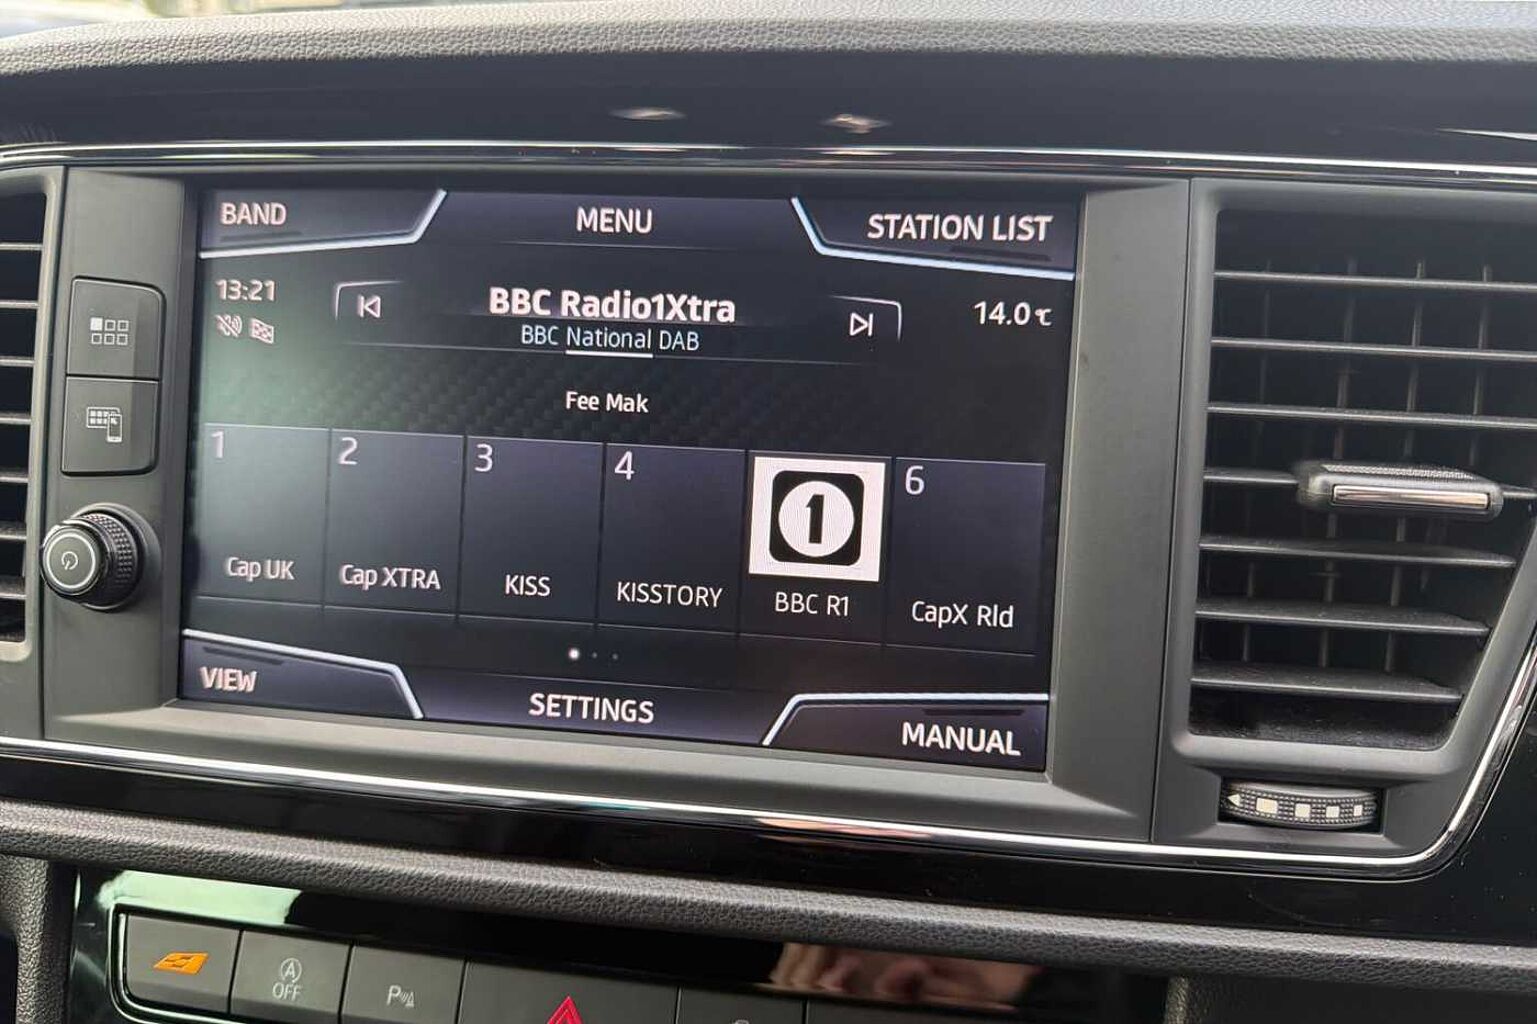 BAND
MENU
STATION LIST
13:21
BBC Radio1Xtra
14.0℃
BBC National DAB
Fee Mak
1
2
3
4
1
6
Cap UK
Cap XTRA
KISS
KISSTORY
BBC R1
CapX Rld
VIEW
SETTINGS
MANUAL
A
OFF
P